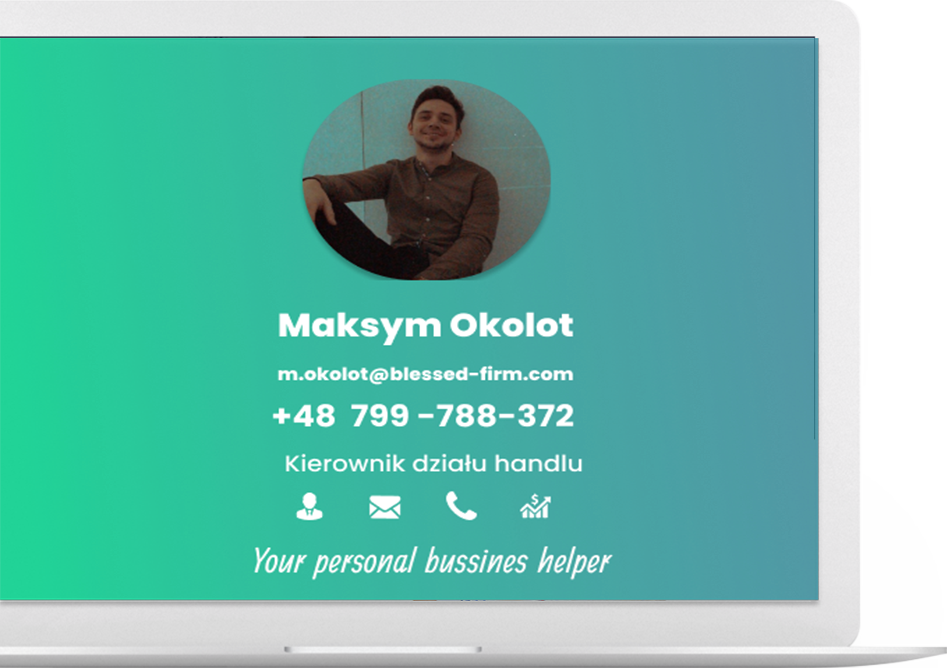 Maksym Okolot
m.okolot@blessed-firm.com
+48 799 -788-372
Kierownik działu handlu
Your personal bussines helper